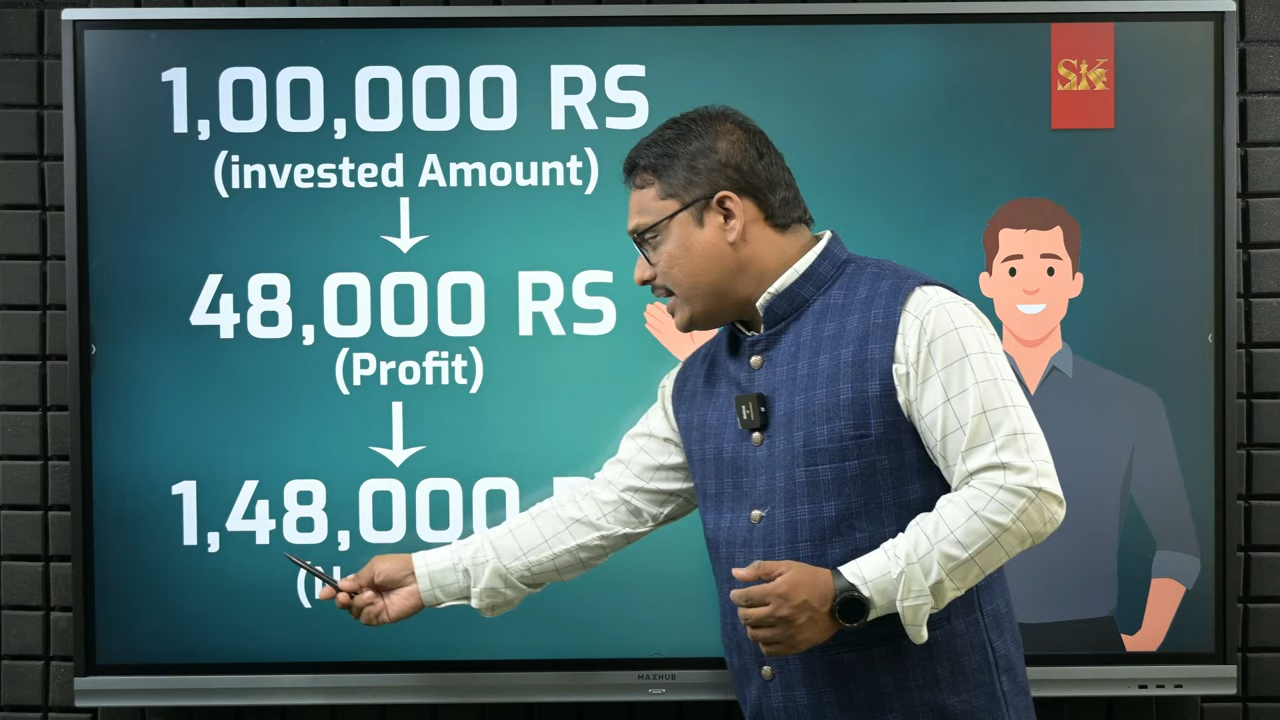 1,00,000 RS
(invested Amount)
48,000 RS
(Profit)
1,48,000
SK
MAXHUB